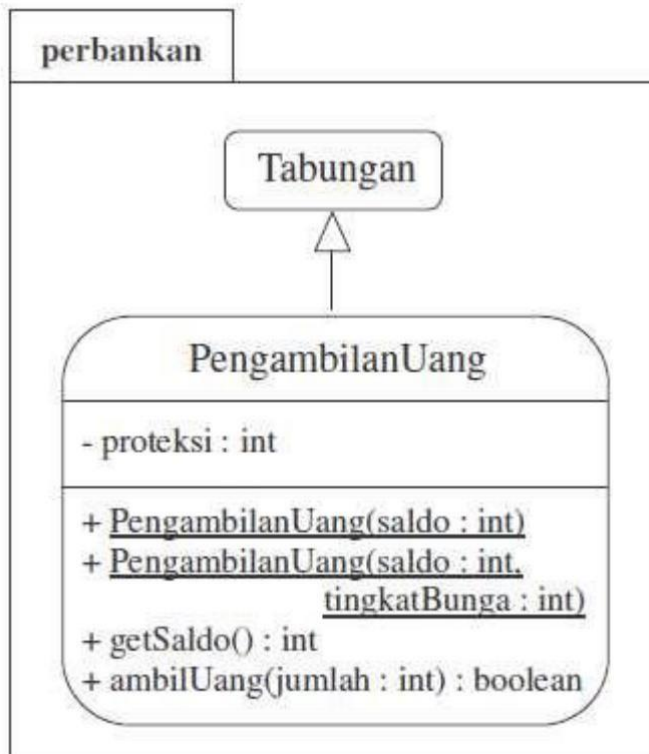 perbankan
Tabungan
PengambilanUang
- proteksi : int
+ PengambilanUang(saldo : int)
+ PengambilanUang(saldo : int,
tingkatBunga : int)
+ getSaldo() : int
+ ambilUang(jumlah : int) : boolean